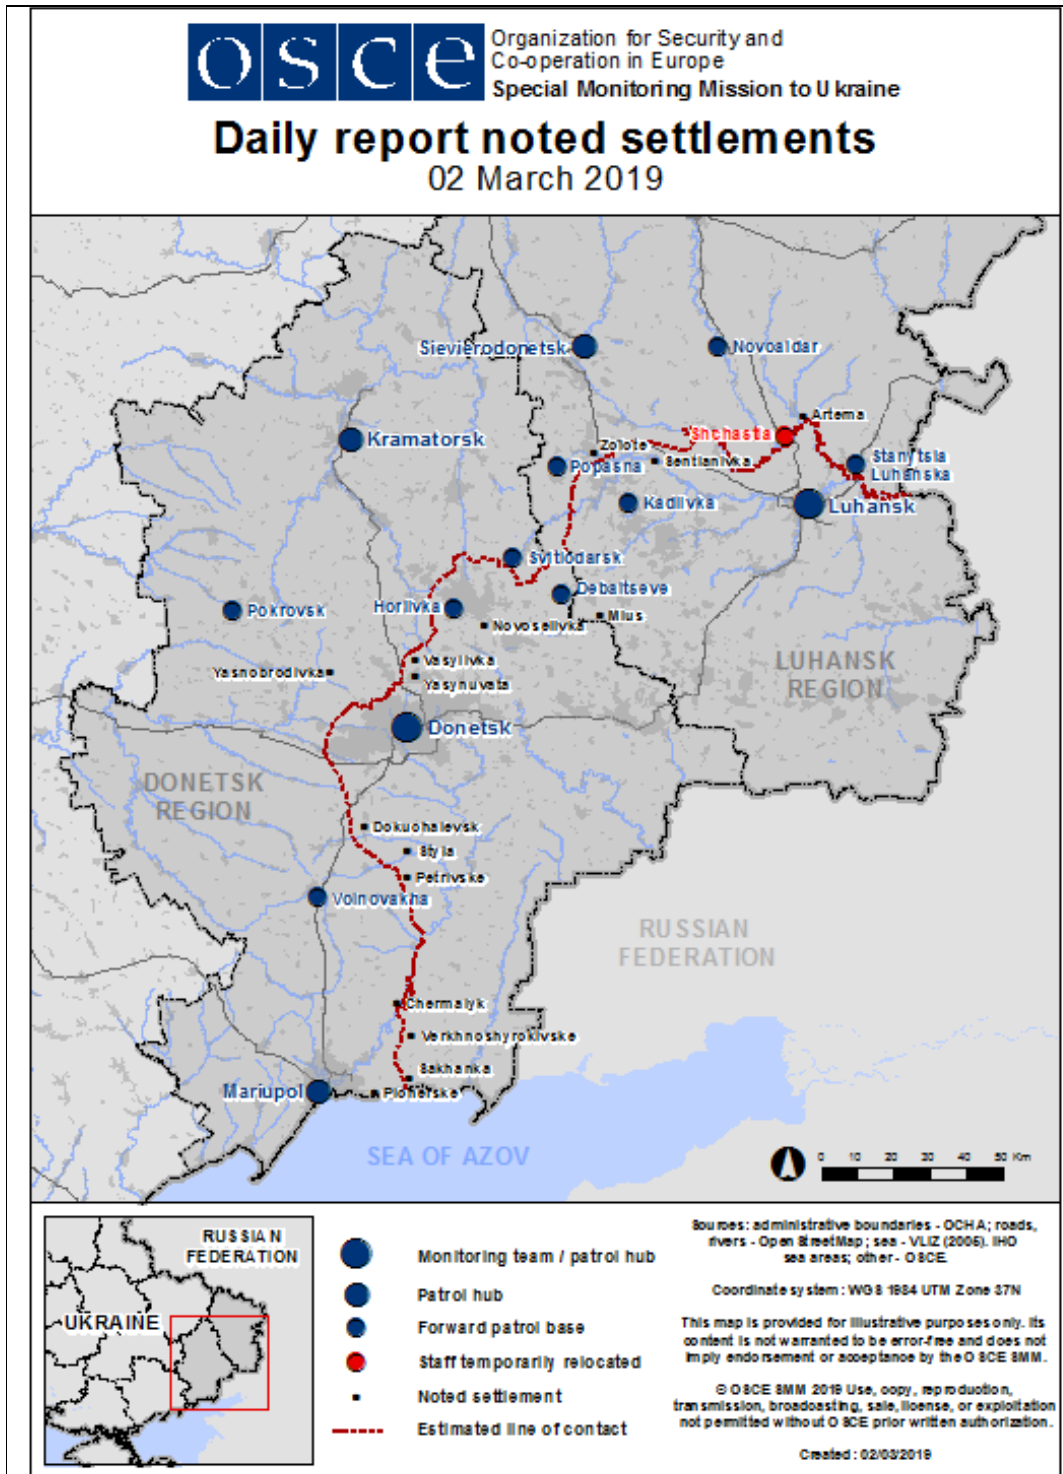 osce
Organization for Security and
Co-operation in Europe
Special Monitoring Mission to Ukraine
Daily report noted settlements
02 March 2019
Sievierodonetsk
Novoaidar
Artema
Kramatorsk
Shchastia
Zolote
Sentianivka
Popasna
Stanytsia
Luhanska
Kadiivka
Luhansk
Svitlodarsk
Debaltseve
Horlivka
Pokrovsk
Novoselivka
Mius
Vasylivka
Yasnobrodivka
Yasynuvata
LUHANSK
REGION
Donetsk
DONETSK
REGION
Dokuchaievsk
Styla
Petrivske
Volnovakha
RUSSIAN
FEDERATION
Chermalyk
Verkhnoshyrokivske
Sakhanka
Mariupol
Pionerske
SEA OF AZOV
0 10 20 30 40 50 Km
RUSSIAN
FEDERATION
UKRAINE
Monitoring team / patrol hub
Patrol hub
Forward patrol base
Staff temporarily relocated
Noted settlement
Estimated line of contact
Sources: administrative boundaries - OCHA; roads,
rivers - OpenStreetMap; sea - VLIZ (2005). IHO
sea areas; other - OSCE.
Coordinate system: WGS 1984 UTM Zone 37N
This map is provided for illustrative purposes only. Its
content is not warranted to be error-free and does not
imply endorsement or acceptance by the OSCE SMM.
© OSCE SMM 2019 Use, copy, reproduction,
transmission, broadcasting, sale, license, or exploitation
not permitted without OSCE prior written authorization.
Created: 02/03/2019